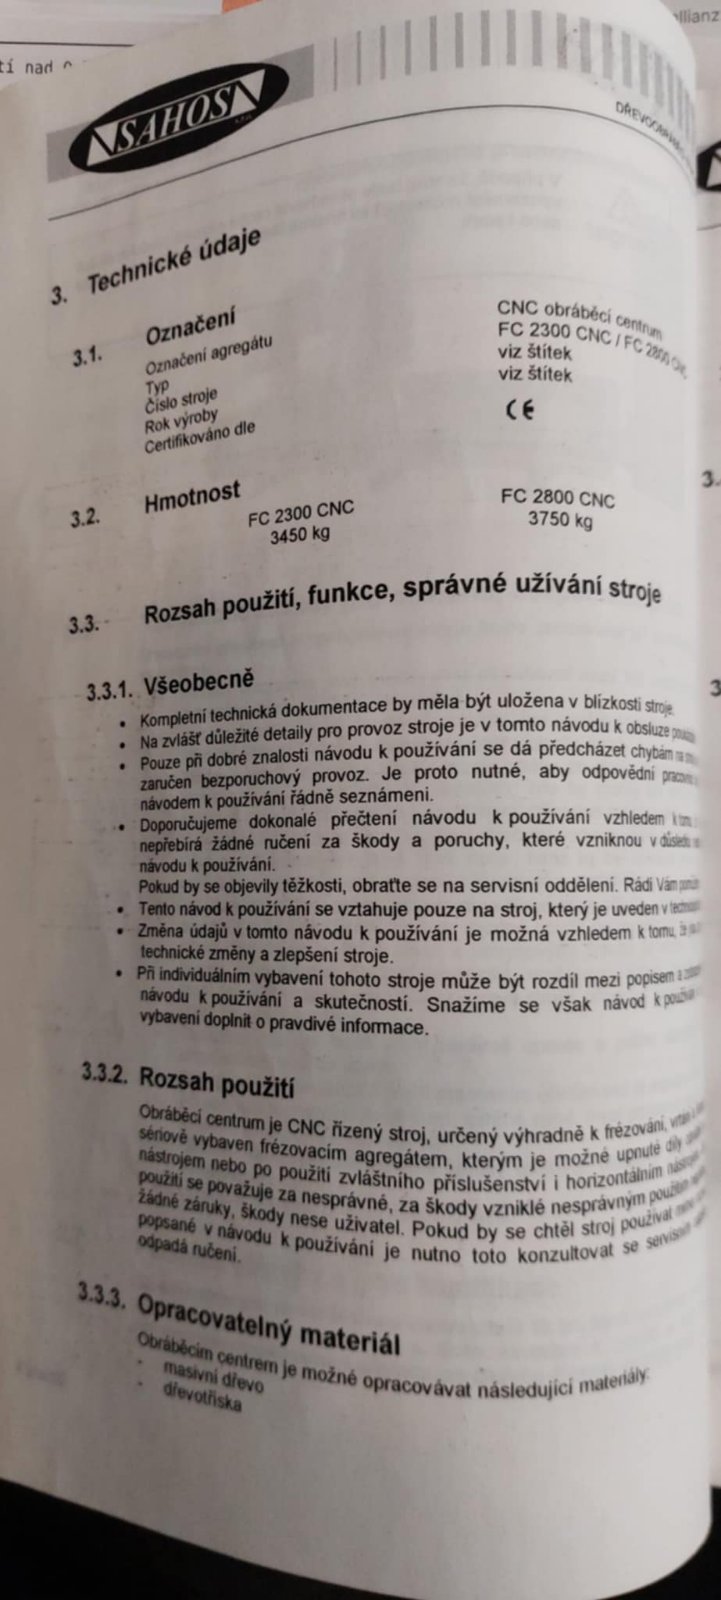 tí nad
llianz
SAHOS
s.r.o.
3. Technické údaje
3.1. Označení
Označení agregátu CNC obráběcí centrum
Typ FC 2300 CNC / FC 2800 CNC
Číslo stroje viz štítek
Rok výroby viz štítek
Certifikováno dle CE
3.2. Hmotnost
FC 2300 CNC FC 2800 CNC
3450 kg 3750 kg
3.3. Rozsah použití, funkce, správné užívání stroje
3.3.1. Všeobecně
• Kompletní technická dokumentace by měla být uložena v blízkosti stroje.
• Na zvlášť důležité detaily pro provoz stroje je v tomto návodu k obsluze
• Pouze při dobré znalosti návodu k používání se dá předcházet chybám
zaručen bezporuchový provoz. Je proto nutné, aby odpovědní
návodem k používání řádně seznámeni.
• Doporučujeme dokonalé přečtení návodu k používání vzhledem k
nepřebírá žádné ručení za škody a poruchy, které vzniknou v důsledku
návodu k používání.
Pokud by se objevily těžkosti, obraťte se na servisní oddělení. Rádi Vám
• Tento návod k používání se vztahuje pouze na stroj, který je uveden v
• Změna údajů v tomto návodu k používání je možná vzhledem k tomu, že
technické změny a zlepšení stroje.
• Při individuálním vybavení tohoto stroje může být rozdíl mezi popisem
návodu k používání a skutečností. Snažíme se však návod k
vybavení doplnit o pravdivé informace.
3.3.2. Rozsah použití
Obráběcí centrum je CNC řízený stroj, určený výhradně k frézování,
sériově vybaven frézovacím agregátem, kterým je možné upnuté díly
nástrojem nebo po použití zvláštního příslušenství i horizontálním
použití se považuje za nesprávné, za škody vzniklé nesprávným použitím
žádné záruky, škody nese uživatel. Pokud by se chtěl stroj používat
popsané v návodu k používání je nutno toto konzultovat se
odpadá ručení.
3.3.3. Opracovatelný materiál
Obráběcím centrem je možné opracovávat následující materiály:
- masivní dřevo
- dřevotříska